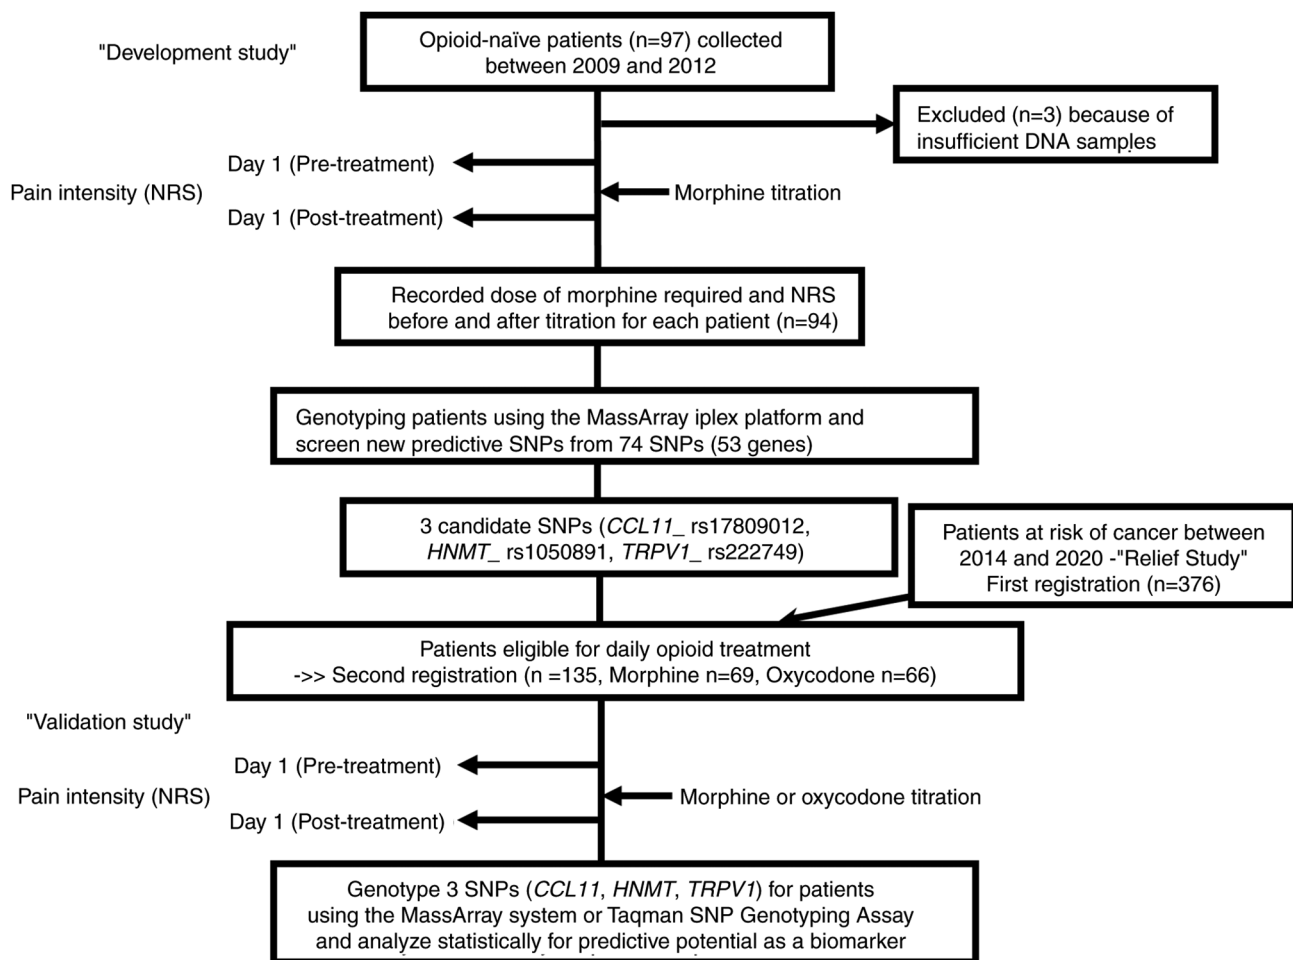 "Development study"
Opioid-naïve patients (n=97) collected
between 2009 and 2012
Excluded (n=3) because of
insufficient DNA samples
Day 1 (Pre-treatment)
Pain intensity (NRS)
Morphine titration
Day 1 (Post-treatment)
Recorded dose of morphine required and NRS
before and after titration for each patient (n=94)
Genotyping patients using the MassArray iplex platform and
screen new predictive SNPs from 74 SNPs (53 genes)
3 candidate SNPs (CCL11_ rs17809012,
HNMT_ rs1050891, TRPV1_ rs222749)
Patients at risk of cancer between
2014 and 2020 -"Relief Study"
First registration (n=376)
Patients eligible for daily opioid treatment
->> Second registration (n =135, Morphine n=69, Oxycodone n=66)
"Validation study"
Day 1 (Pre-treatment)
Pain intensity (NRS)
Morphine or oxycodone titration
Day 1 (Post-treatment)
Genotype 3 SNPs (CCL11, HNMT, TRPV1) for patients
using the MassArray system or Taqman SNP Genotyping Assay
and analyze statistically for predictive potential as a biomarker